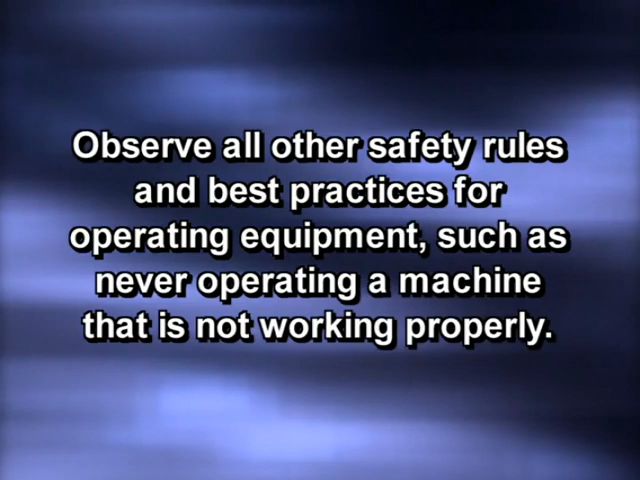 Observe all other safety rules
and best practices for
operating equipment, such as
never operating a machine
that is not working properly.